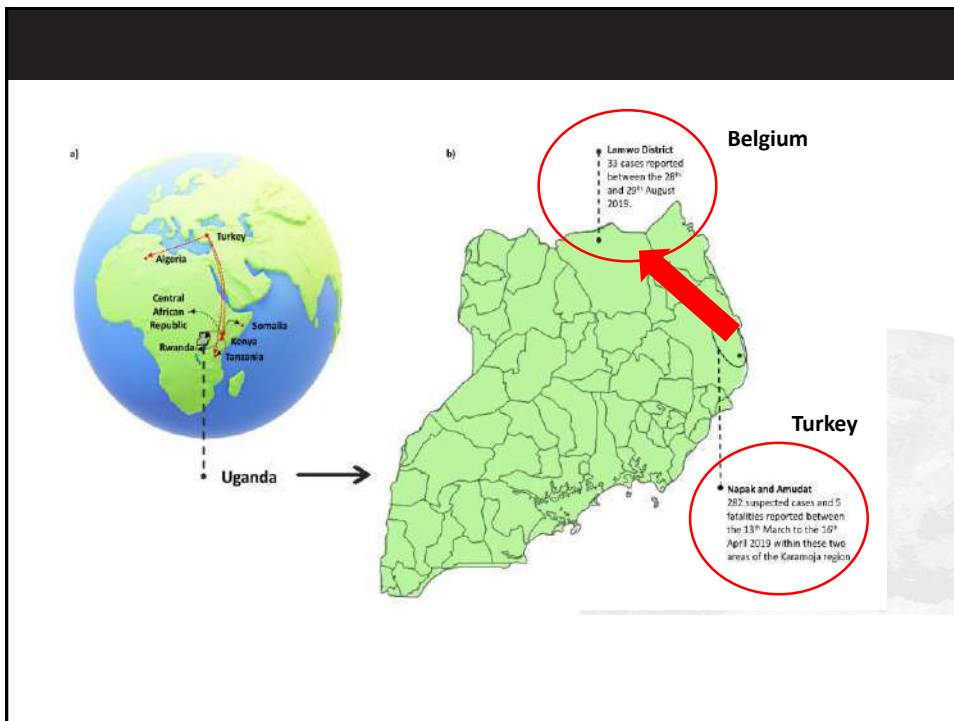 a)
Turkey
Algeria
Central
African
Republic
Somalia
Rwanda
Kenya
Tanzania
Uganda
b)
Belgium
Lamwo District
33 cases reported
between the 28th
and 29th August
2019.
Turkey
Napak and Amudat
282 suspected cases and 5
fatalities reported between
the 13th March to the 16th
April 2019 within these two
areas of the Karamoja region